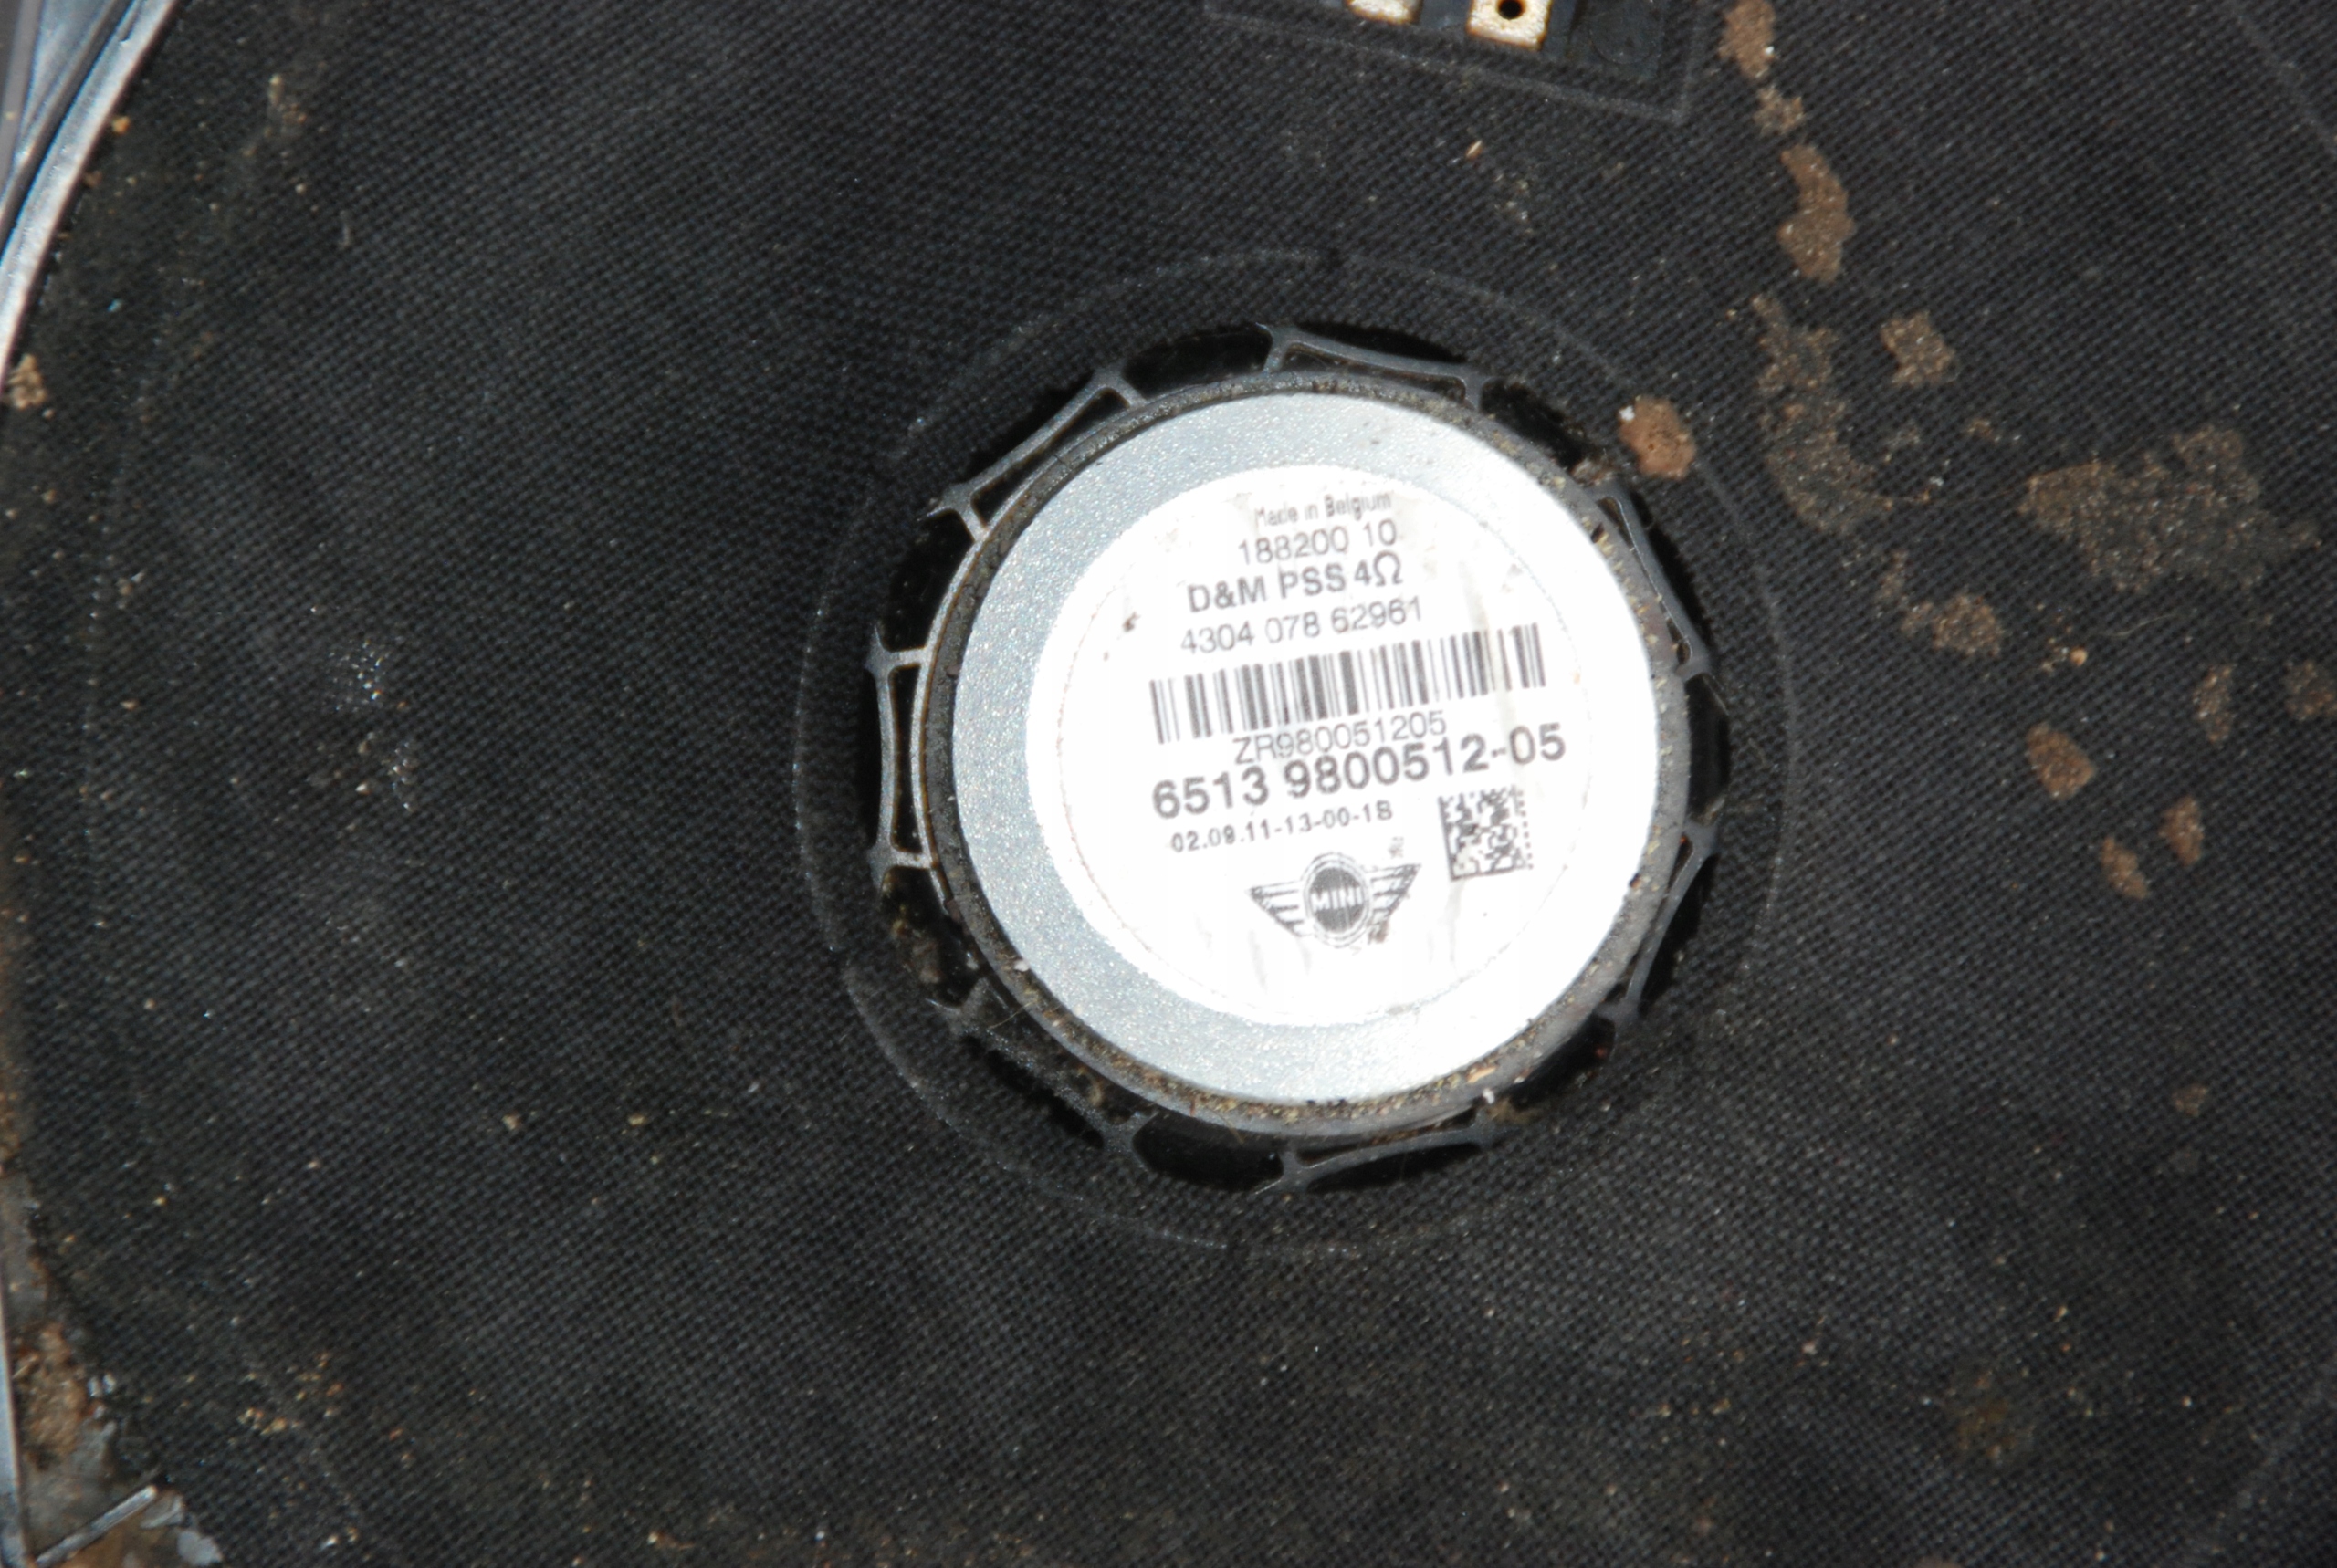 Made in Belgium
188200 10
D&M PSS 4Ω
4304 078 62961
ZR980051205
6513 9800512-05
02.09.11-13-00-1S
MINI